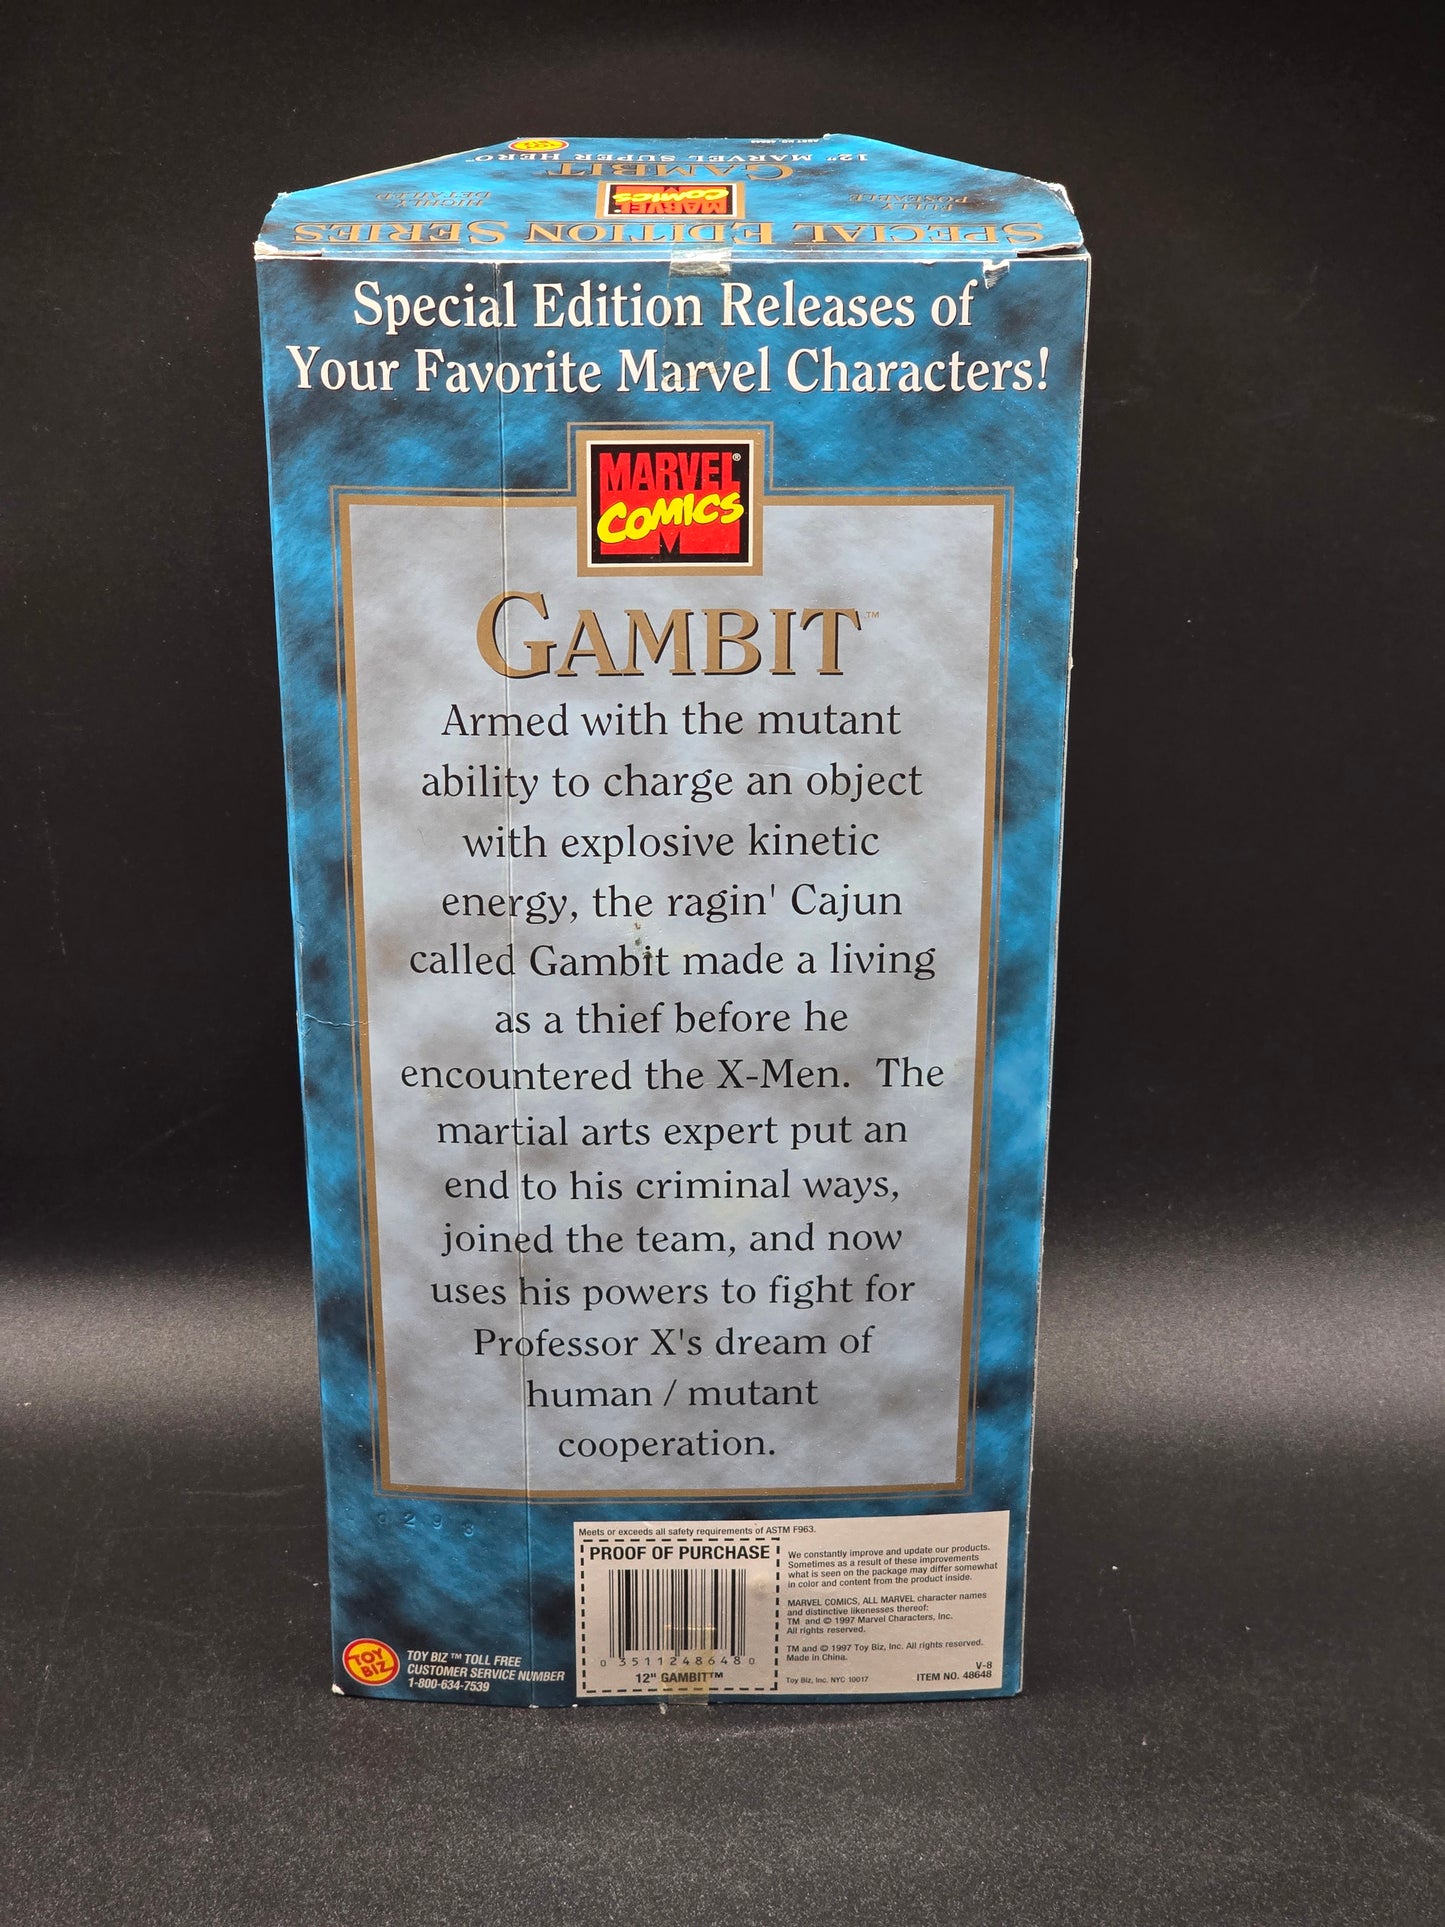 12" MARVEL SUPER HERO™
GAMBIT
HIGHLY DETAILED
MARVEL COMICS
FULLY POSEABLE
SPECIAL EDITION SERIES
Special Edition Releases of
Your Favorite Marvel Characters!
MARVEL®
COMICS
GAMBIT™
Armed with the mutant
ability to charge an object
with explosive kinetic
energy, the ragin' Cajun
called Gambit made a living
as a thief before he
encountered the X-Men. The
martial arts expert put an
end to his criminal ways,
joined the team, and now
uses his powers to fight for
Professor X's dream of
human / mutant
cooperation.
Meets or exceeds all safety requirements of ASTM F963.
PROOF OF PURCHASE
0 35112 48648 0
12" GAMBIT™
We constantly improve and update our products.
Sometimes as a result of these improvements
what is seen on the package may differ somewhat
in color and content from the product inside.
MARVEL COMICS, ALL MARVEL character names
and distinctive likenesses thereof:
TM and © 1997 Marvel Characters, Inc.
All rights reserved.
TM and © 1997 Toy Biz, Inc. All rights reserved.
Made in China.
V-8
Toy Biz, Inc. NYC 10017
ITEM NO. 48648
TOY BIZ
TOY BIZ™ TOLL FREE
CUSTOMER SERVICE NUMBER
1-800-634-7539